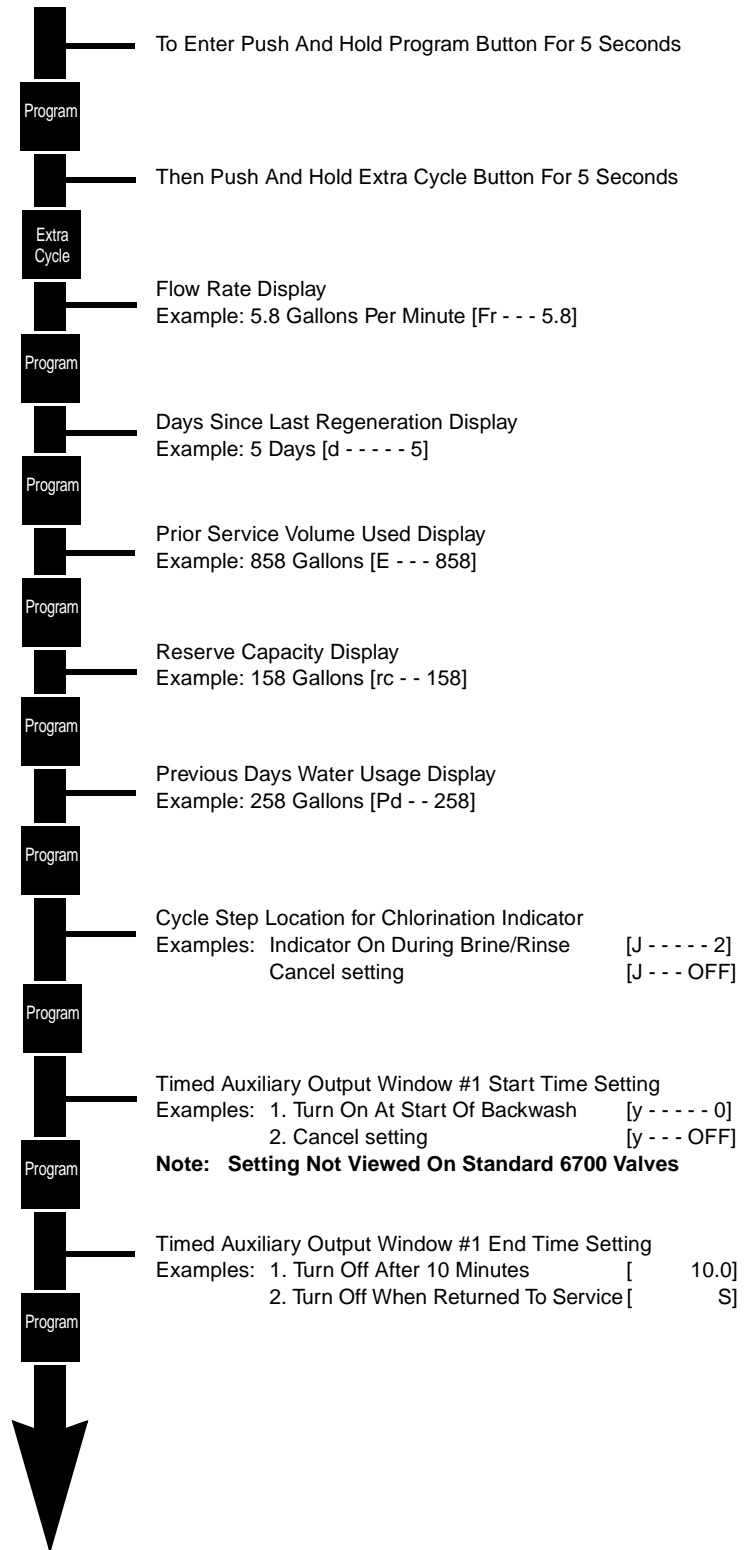 To Enter Push And Hold Program Button For 5 Seconds
Program
Then Push And Hold Extra Cycle Button For 5 Seconds
Extra
Cycle
Flow Rate Display
Example: 5.8 Gallons Per Minute [Fr - - - 5.8]
Program
Days Since Last Regeneration Display
Example: 5 Days [d - - - - - 5]
Program
Prior Service Volume Used Display
Example: 858 Gallons [E - - - 858]
Program
Reserve Capacity Display
Example: 158 Gallons [rc - - 158]
Program
Previous Days Water Usage Display
Example: 258 Gallons [Pd - - 258]
Program
Cycle Step Location for Chlorination Indicator
Examples: Indicator On During Brine/Rinse [J - - - - - 2]
Cancel setting [J - - - OFF]
Program
Timed Auxiliary Output Window #1 Start Time Setting
Examples: 1. Turn On At Start Of Backwash [y - - - - - 0]
2. Cancel setting [y - - - OFF]
Note: Setting Not Viewed On Standard 6700 Valves
Program
Timed Auxiliary Output Window #1 End Time Setting
Examples: 1. Turn Off After 10 Minutes [ 10.0]
2. Turn Off When Returned To Service [ S]
Program